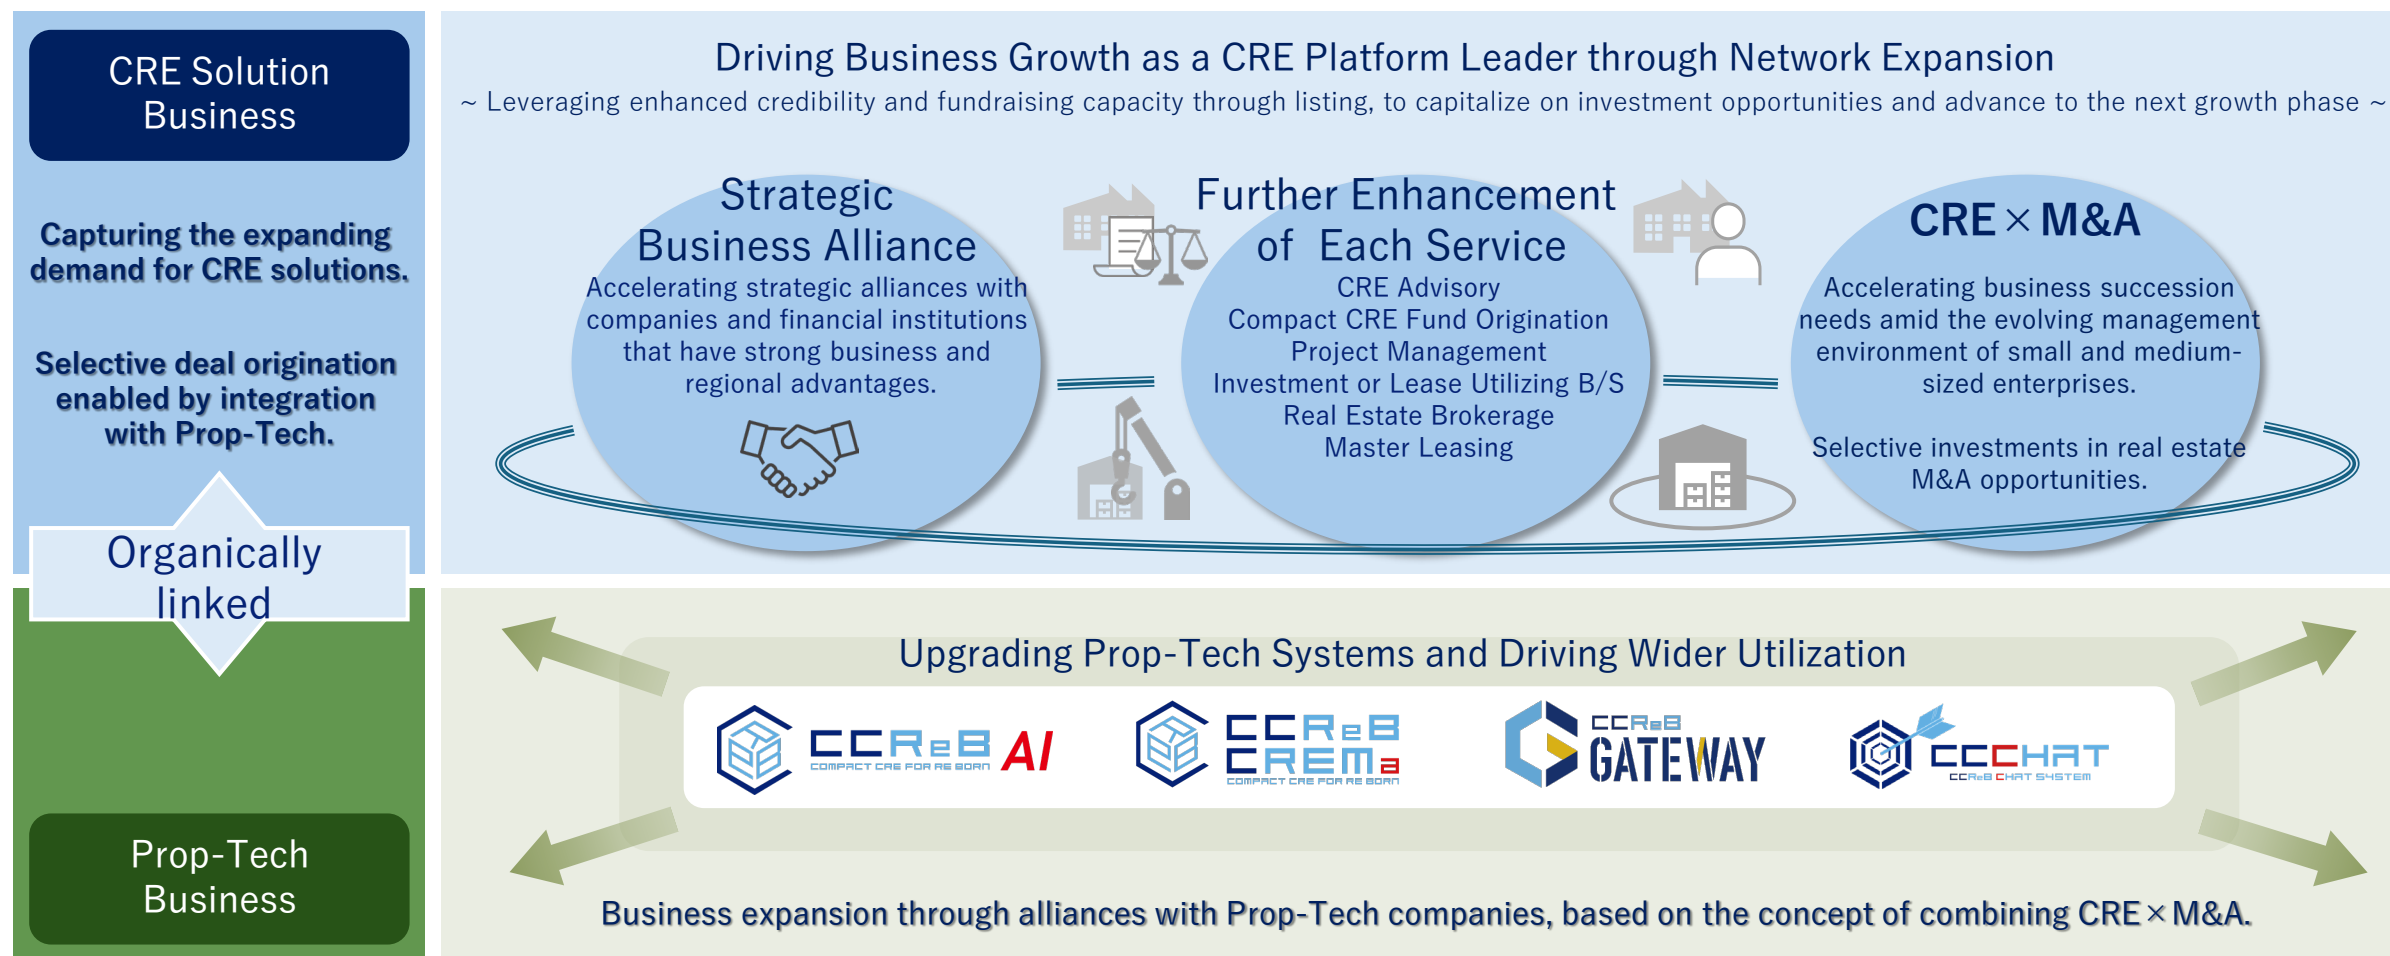 CRE Solution
Business
Capturing the expanding
demand for CRE solutions.
Selective deal origination
enabled by integration
with Prop-Tech.
Organically
linked
Prop-Tech
Business
Driving Business Growth as a CRE Platform Leader through Network Expansion
~ Leveraging enhanced credibility and fundraising capacity through listing, to capitalize on investment opportunities and advance to the next growth phase ~
Strategic
Business Alliance
Accelerating strategic alliances with
companies and financial institutions
that have strong business and
regional advantages.
Further Enhancement
of Each Service
CRE Advisory
Compact CRE Fund Origination
Project Management
Investment or Lease Utilizing B/S
Real Estate Brokerage
Master Leasing
CRE×M&A
Accelerating business succession
needs amid the evolving management
environment of small and medium-
sized enterprises.
Selective investments in real estate
M&A opportunities.
Upgrading Prop-Tech Systems and Driving Wider Utilization
CCReB AI
COMPACT CRE FOR RE BORN
CCReB
CREMa
COMPACT CRE FOR RE BORN
CCReB
GATEWAY
CCCHAT
CCReB CHAT SYSTEM
Business expansion through alliances with Prop-Tech companies, based on the concept of combining CRE×M&A.